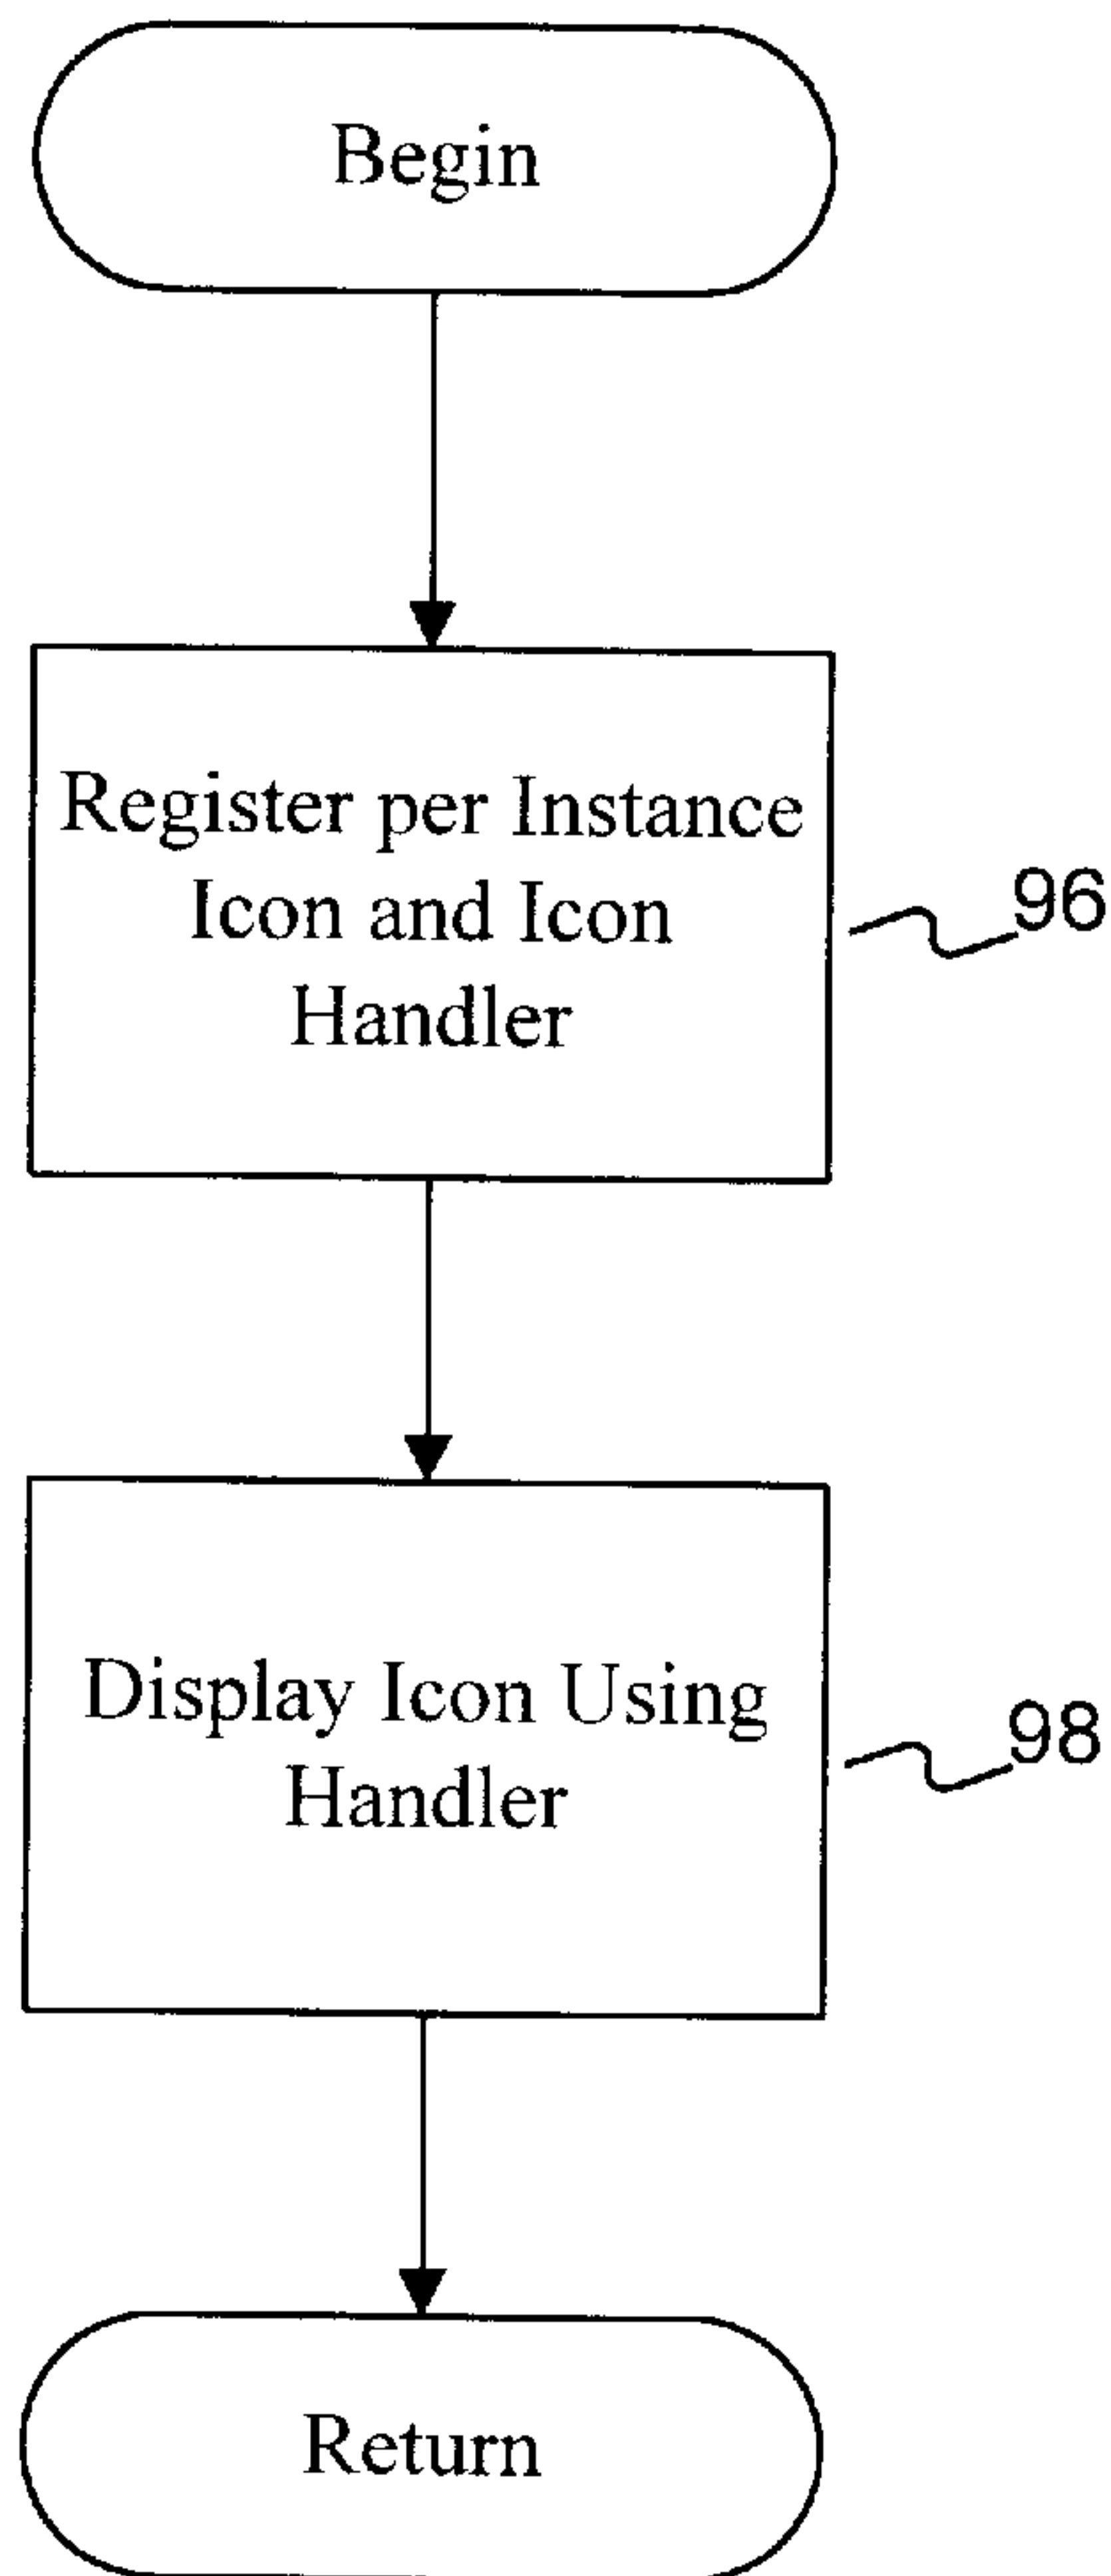 Begin
Register per Instance
Icon and Icon
Handler
96
Display Icon Using
Handler
98
Return